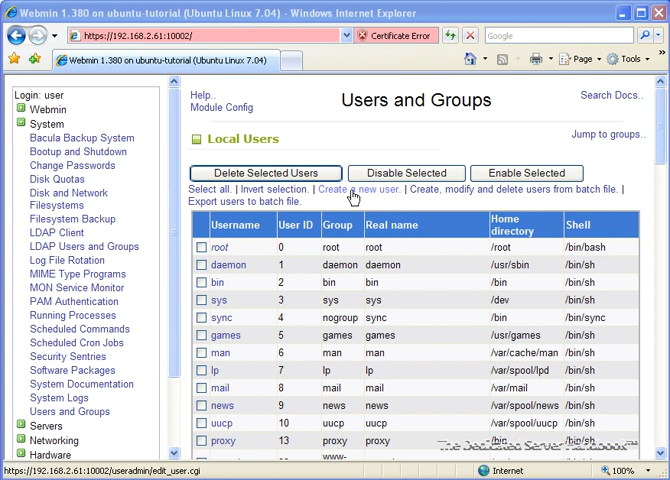 Webmin 1.380 on ubuntu-tutorial (Ubuntu Linux 7.04) - Windows Internet Explorer
https://192.168.2.61:10002/ Certificate Error Google
Webmin 1.380 on ubuntu-tutorial (Ubuntu Linux 7.04) Page Tools
Login: user
Webmin
System
Bacula Backup System
Bootup and Shutdown
Change Passwords
Disk Quotas
Disk and Network
Filesystems
Filesystem Backup
LDAP Client
LDAP Users and Groups
Log File Rotation
MIME Type Programs
MON Service Monitor
PAM Authentication
Running Processes
Scheduled Commands
Scheduled Cron Jobs
Security Sentries
Software Packages
System Documentation
System Logs
Users and Groups
Servers
Networking
Hardware
Help..
Module Config
Users and Groups
Search Docs..
Local Users
Jump to groups..
Delete Selected Users Disable Selected Enable Selected
Select all. | Invert selection. | Create a new user. | Create, modify and delete users from batch file. |
Export users to batch file.
Username User ID Group Real name Home directory Shell
root 0 root root /root /bin/bash
daemon 1 daemon daemon /usr/sbin /bin/sh
bin 2 bin bin /bin /bin/sh
sys 3 sys sys /dev /bin/sh
sync 4 nogroup sync /bin /bin/sync
games 5 games games /usr/games /bin/sh
man 6 man man /var/cache/man /bin/sh
lp 7 lp lp /var/spool/lpd /bin/sh
mail 8 mail mail /var/mail /bin/sh
news 9 news news /var/spool/news /bin/sh
uucp 10 uucp uucp /var/spool/uucp /bin/sh
proxy 13 proxy proxy /bin /bin/sh
www-
The Dedicated Server Handbook™
https://192.168.2.61:10002/useradmin/edit_user.cgi Internet 100%